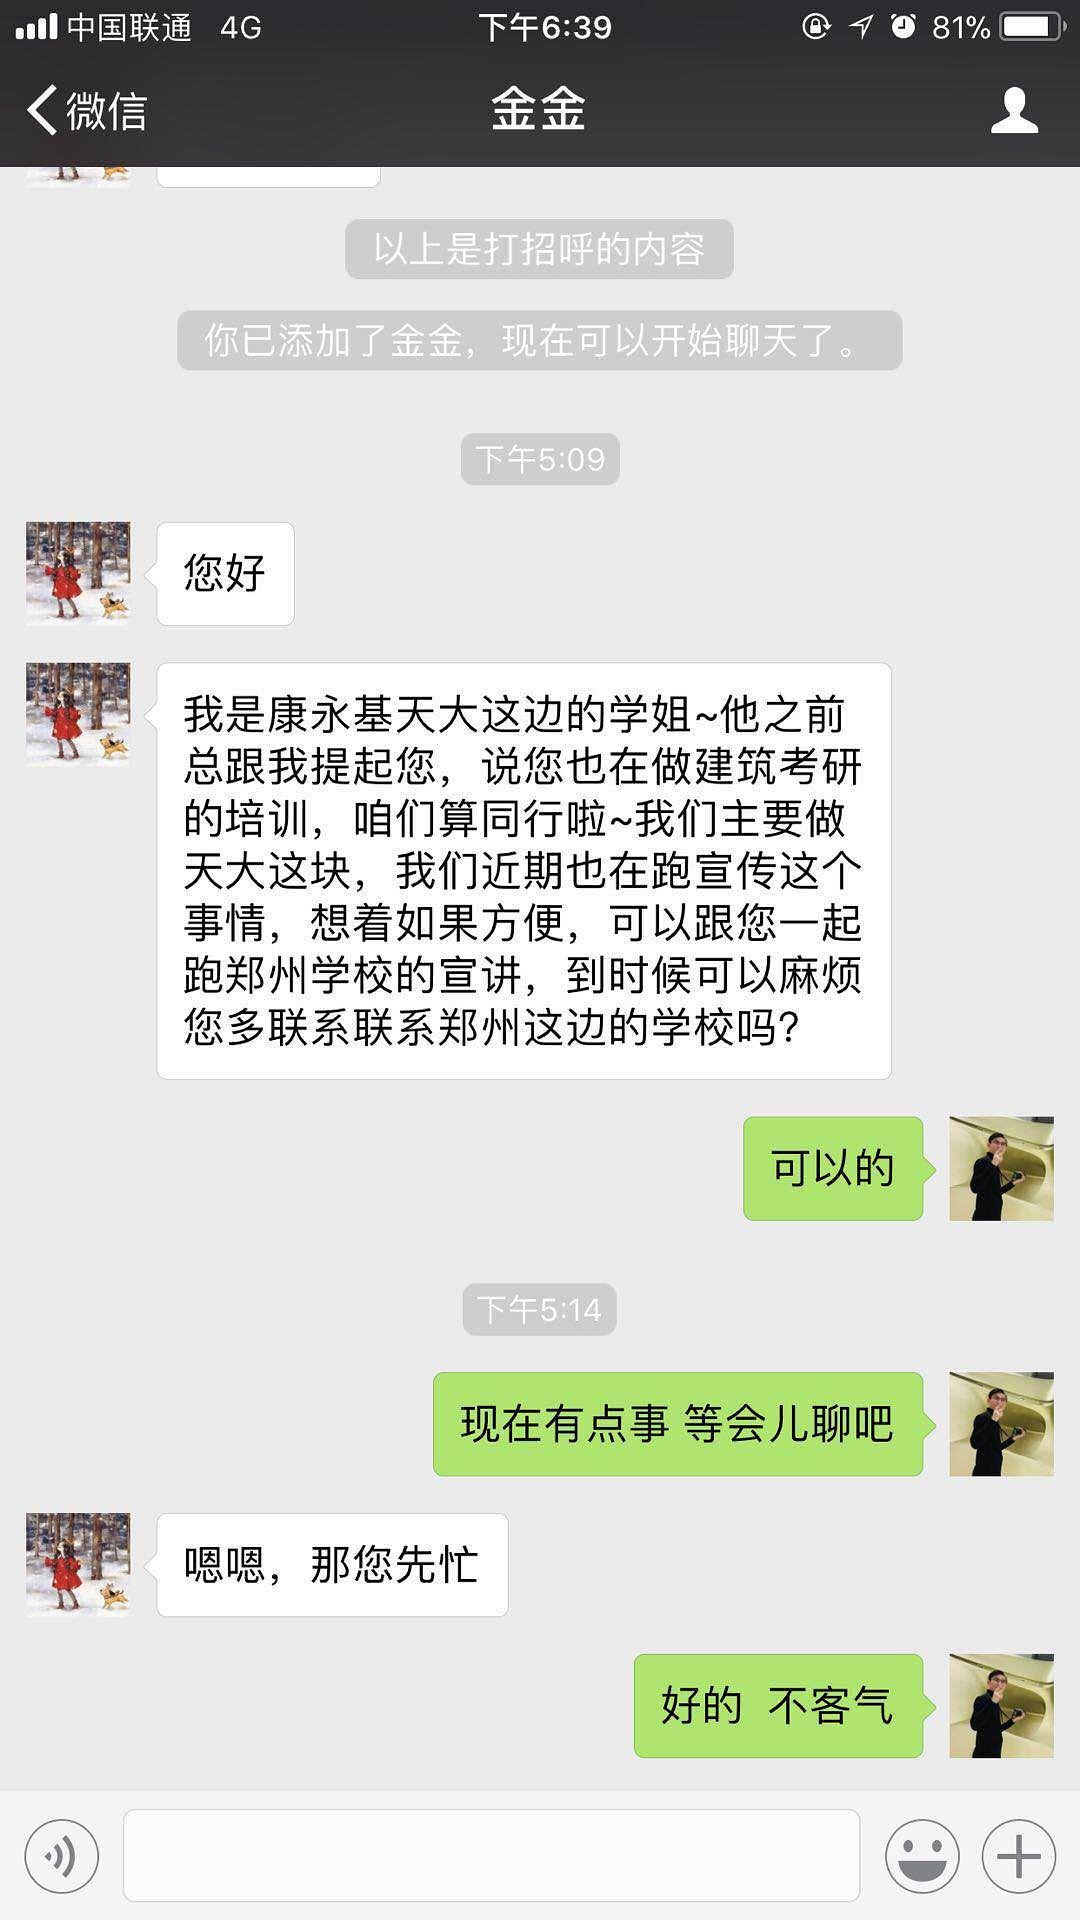 中国联通 4G 下午6:39 81%
微信 金金
以上是打招呼的内容
你已添加了金金，现在可以开始聊天了。
下午5:09
您好
我是康永基天大这边的学姐~他之前
总跟我提起您，说您也在做建筑考研
的培训，咱们算同行啦~我们主要做
天大这块，我们近期也在跑宣传这个
事情，想着如果方便，可以跟您一起
跑郑州学校的宣讲，到时候可以麻烦
您多联系联系郑州这边的学校吗？
可以的
下午5:14
现在有点事 等会儿聊吧
嗯嗯，那您先忙
好的 不客气